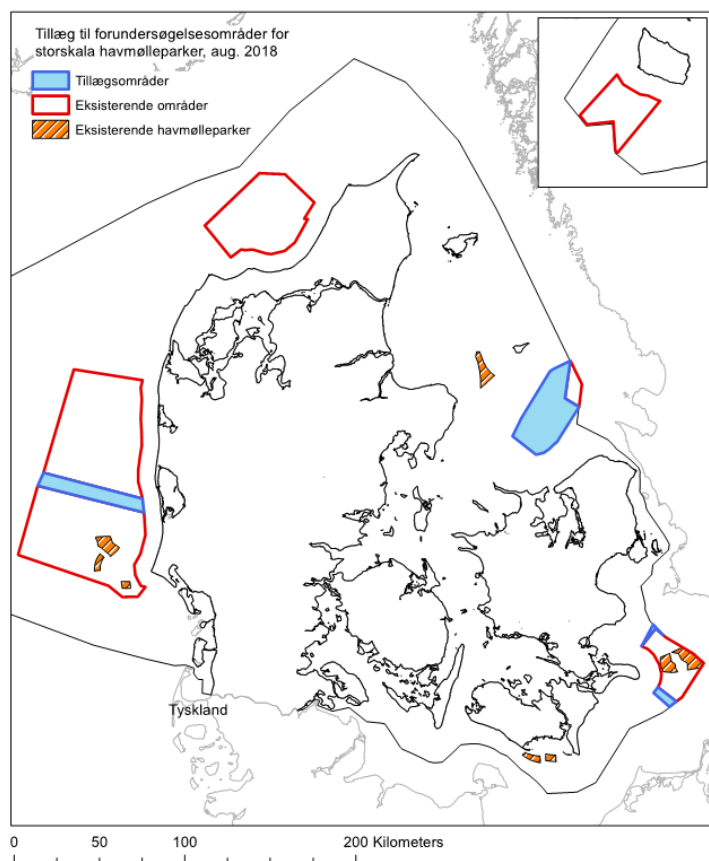 Tillæg til forundersøgelsesområder for
storskala havmølleparker, aug. 2018
Tillægsområder
Eksisterende områder
Eksisterende havmølleparker
Tyskland
0 50 100 200 Kilometers